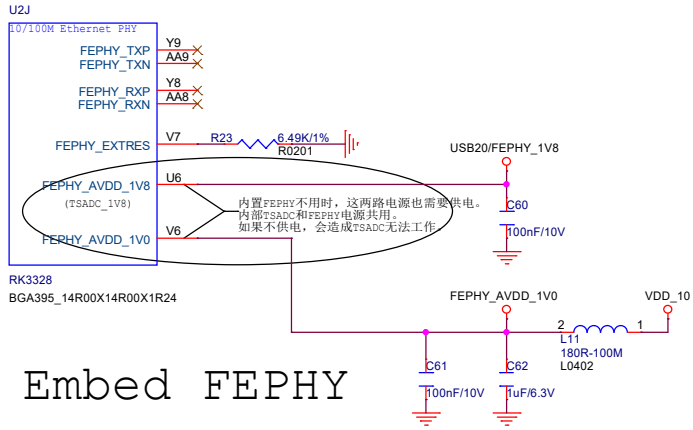 U2J
10/100M Ethernet PHY
FEPHY_TXP Y9
FEPHY_TXN AA9
FEPHY_RXP Y8
FEPHY_RXN AA8
FEPHY_EXTRES V7 R23 6.49K/1%
R0201
USB20/FEPHY_1V8
FEPHY_AVDD_1V8 U6
(TSADC_1V8)
内置FEPHY不用时，这两路电源也需要供电。
内部TSADC和FEPHY电源共用。
如果不供电，会造成TSADC无法工作。
C60
100nF/10V
FEPHY_AVDD_1V0 V6
RK3328
BGA395_14R00X14R00X1R24
FEPHY_AVDD_1V0 VDD_10
2 1
L11
180R-100M
L0402
C61 C62
100nF/10V 1uF/6.3V
Embed FEPHY